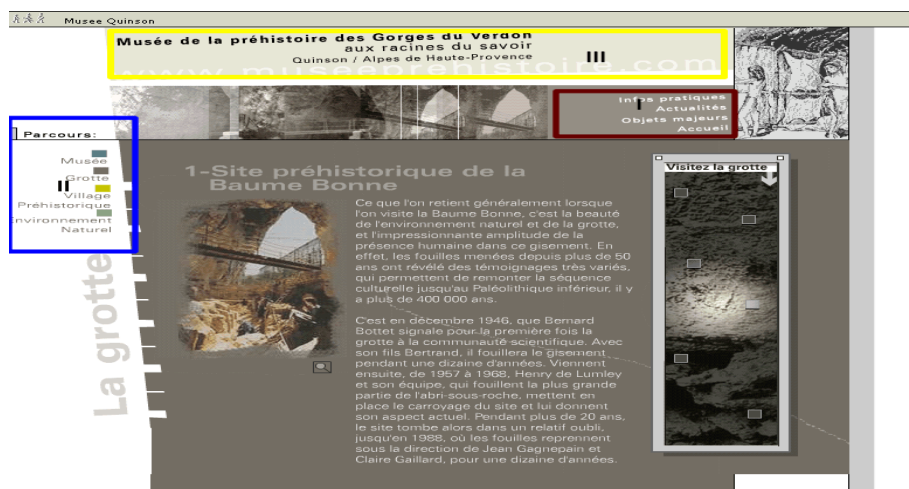 Musee Quinson
Musée de la préhistoire des Gorges du Verdon
aux racines du savoir
Quinson / Alpes de Haute-Provence
III
www.museeprehistoire.com
Infos pratiques
I
Actualités
Objets majeurs
Accueil
Parcours:
Musée
Grotte
II
Village
Préhistorique
Environnement
Naturel
La grotte
1-Site préhistorique de la
Baume Bonne
Ce que l'on retient généralement lorsque
l'on visite la Baume Bonne, c'est la beauté
de l'environnement naturel et de la grotte,
et l'impressionnante amplitude de la
présence humaine dans ce gisement. En
effet, les fouilles menées depuis plus de 50
ans ont révélé des témoignages très variés,
qui permettent de remonter la séquence
culturelle jusqu'au Paléolithique inférieur, il y
a plus de 400 000 ans.
C'est en décembre 1946, que Bernard
Bottet signale pour la première fois la
grotte à la communauté scientifique. Avec
son fils Bertrand, il fouillera le gisement
pendant une dizaine d'années. Viennent
ensuite, de 1957 à 1968, Henry de Lumley
et son équipe, qui fouillent la plus grande
partie de l'abri-sous-roche, mettent en
place le carroyage du site et lui donnent
son aspect actuel. Pendant plus de 20 ans,
le site tombe alors dans un relatif oubli,
jusqu'en 1988, où les fouilles reprennent
sous la direction de Jean Gagnepain et
Claire Gaillard, pour une dizaine d'années.
Visitez la grotte